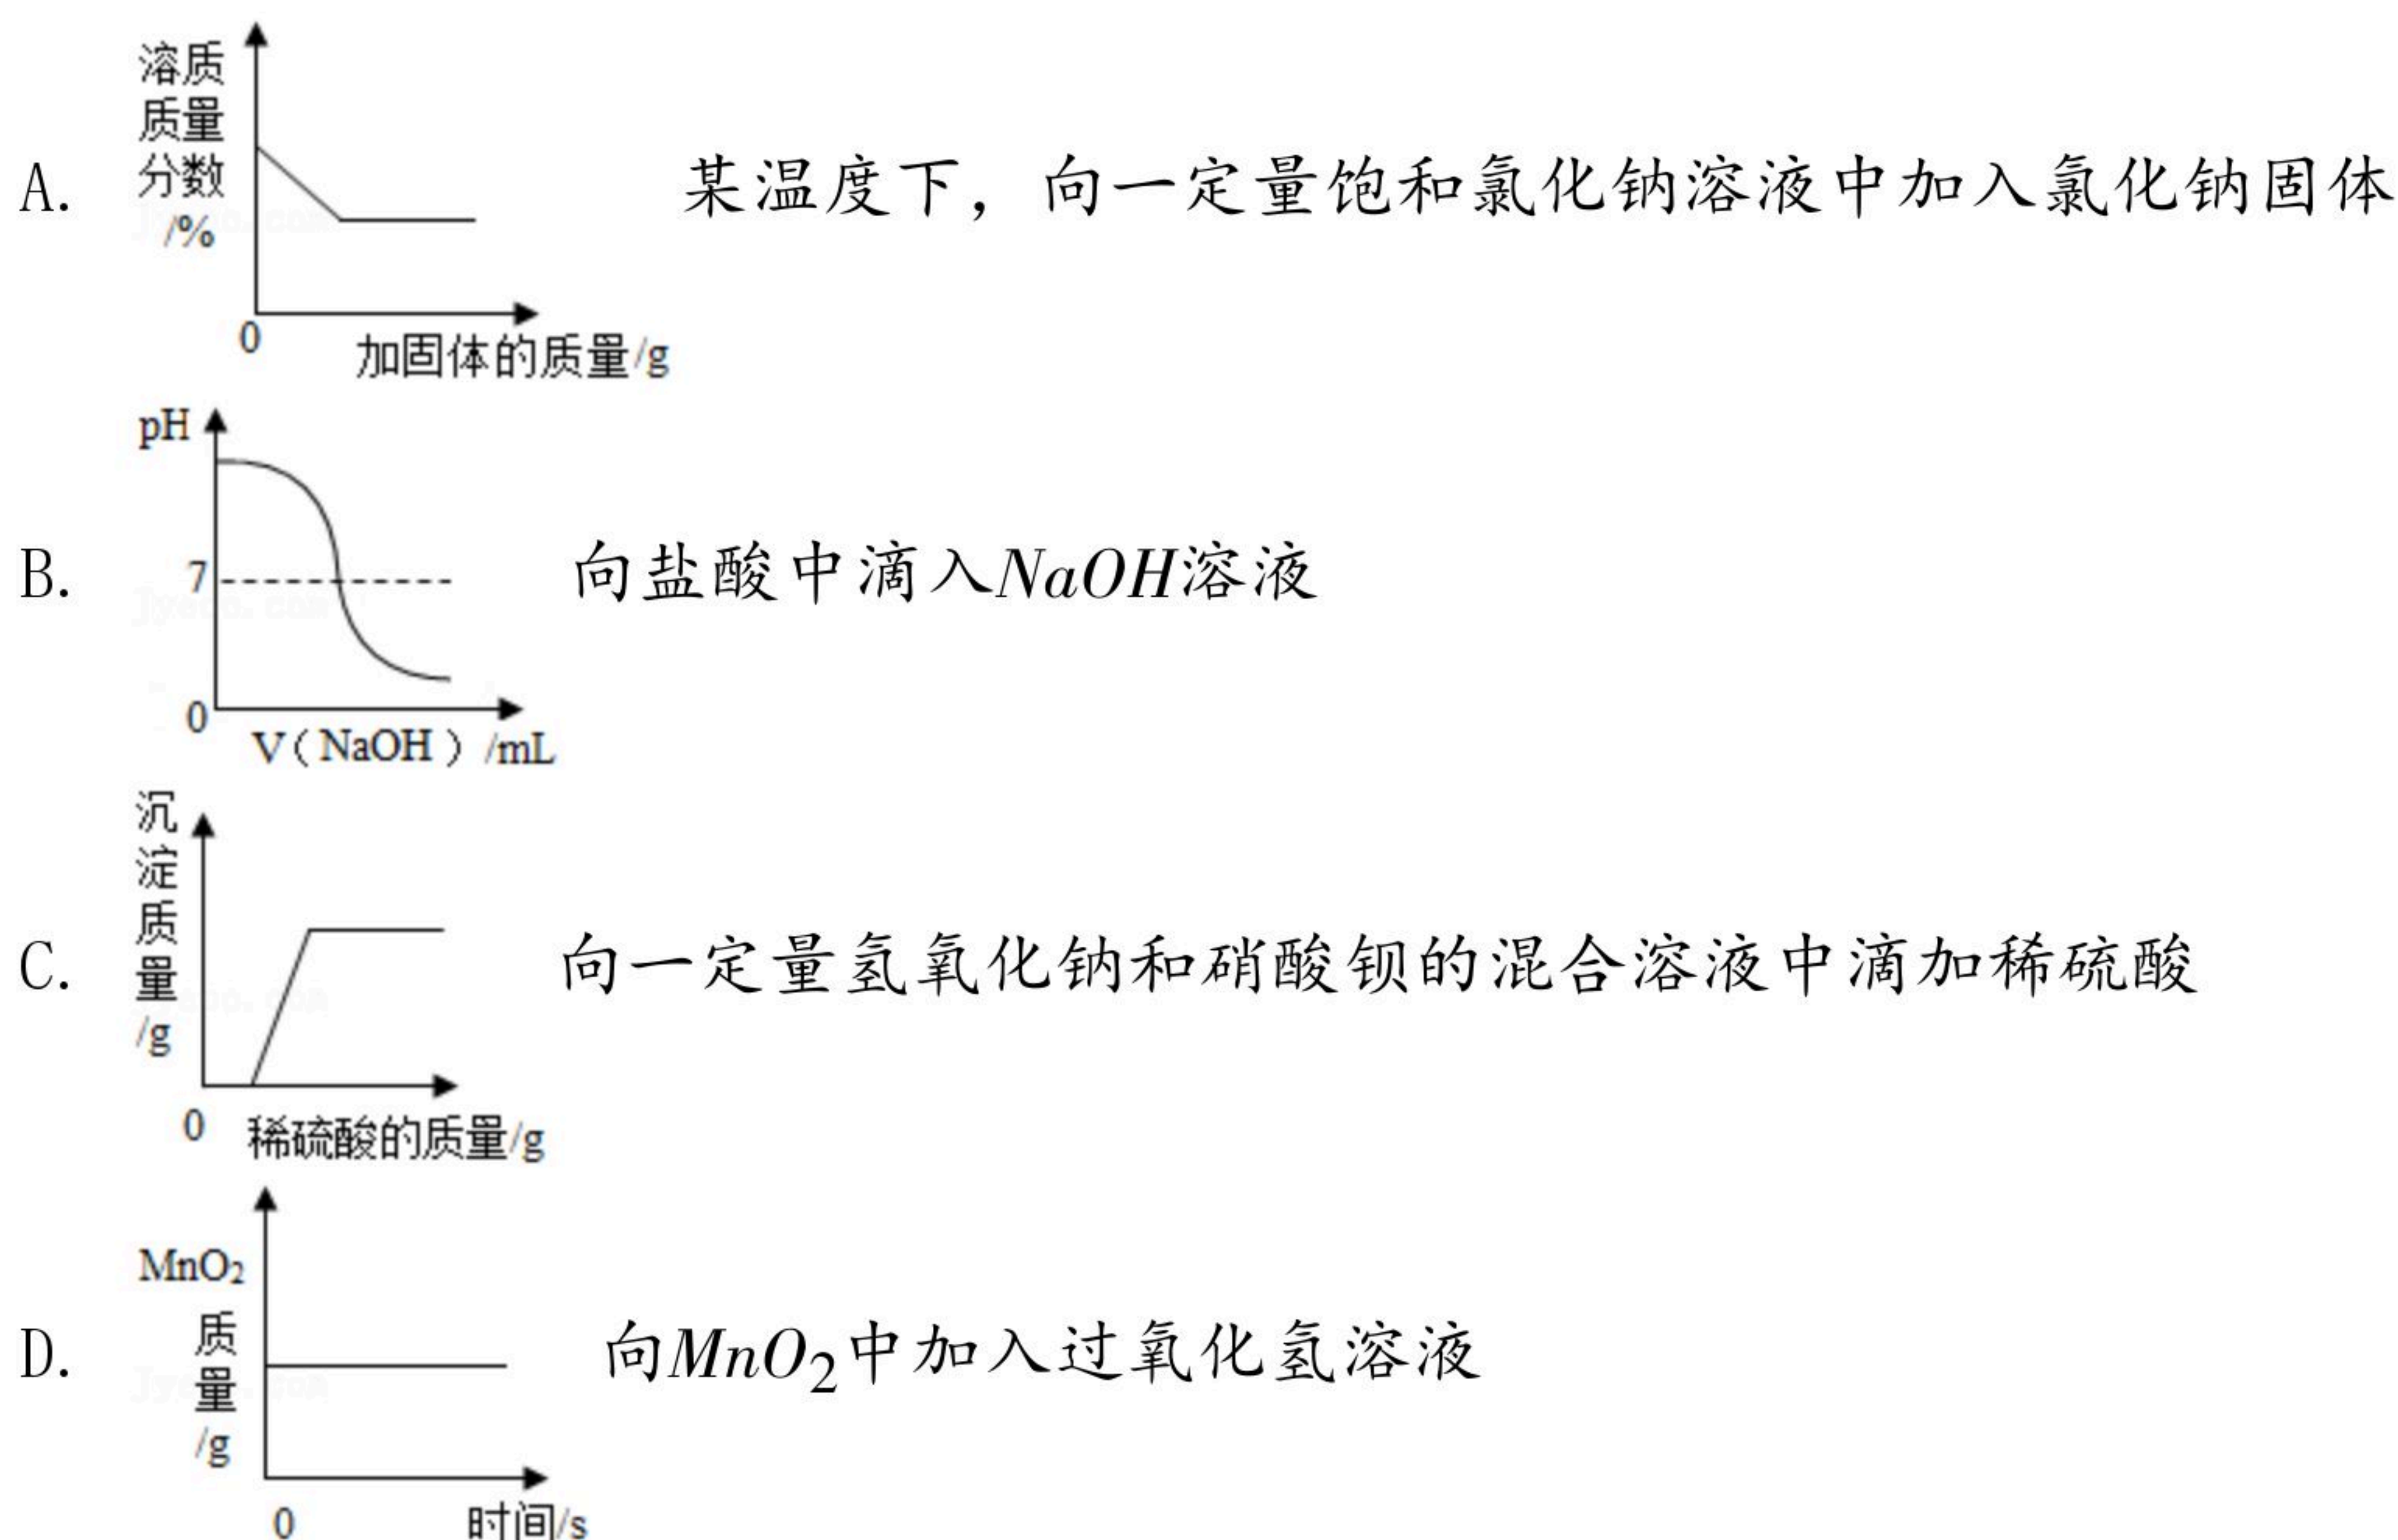 溶质
质量
分数
/%
A.
某温度下，向一定量饱和氯化钠溶液中加入氯化钠固体
0
加固体的质量/g
pH
7
B.
向盐酸中滴入NaOH溶液
0
V（NaOH）/mL
沉
淀
质
量
/g
C.
向一定量氢氧化钠和硝酸钡的混合溶液中滴加稀硫酸
0
稀硫酸的质量/g
MnO₂
质
量
/g
D.
向MnO₂中加入过氧化氢溶液
0
时间/s